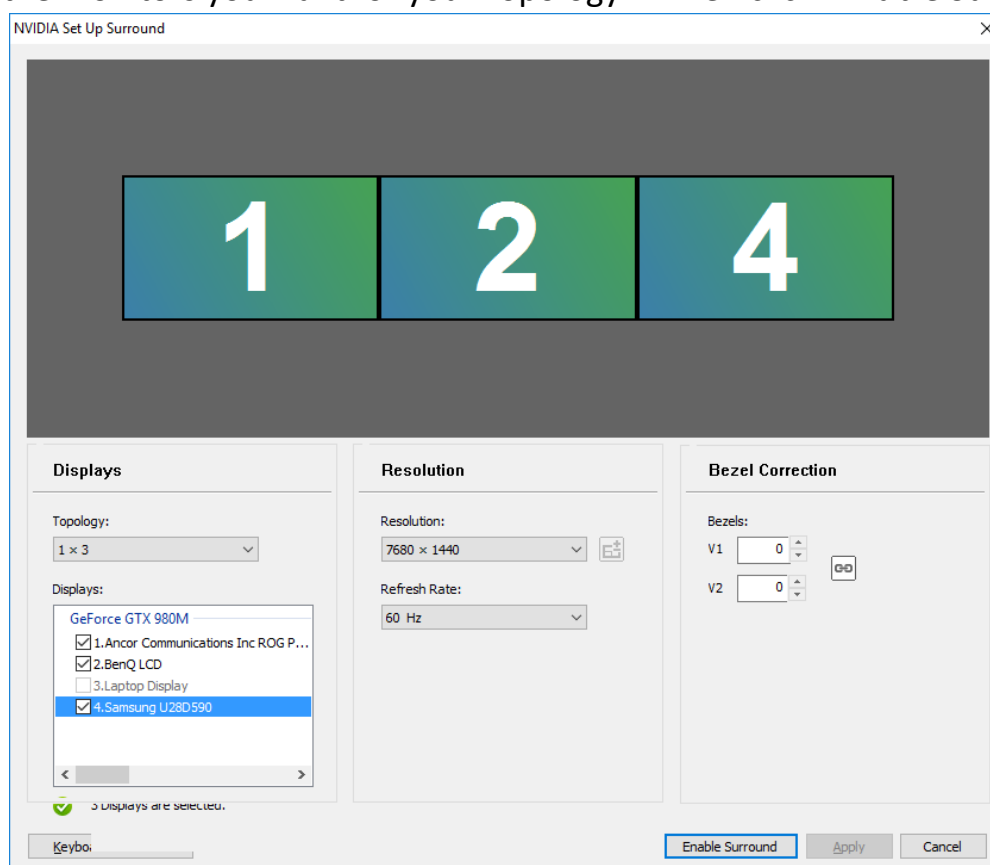 NVIDIA Set Up Surround
1 2 4
Displays
Topology:
1 × 3
Displays:
GeForce GTX 980M
1.Ancor Communications Inc ROG P...
2.BenQ LCD
3.Laptop Display
4.Samsung U28D590
3 Displays are selected.
Resolution
Resolution:
7680 × 1440
Refresh Rate:
60 Hz
Bezel Correction
Bezels:
V1 0
V2 0
Enable Surround Apply Cancel